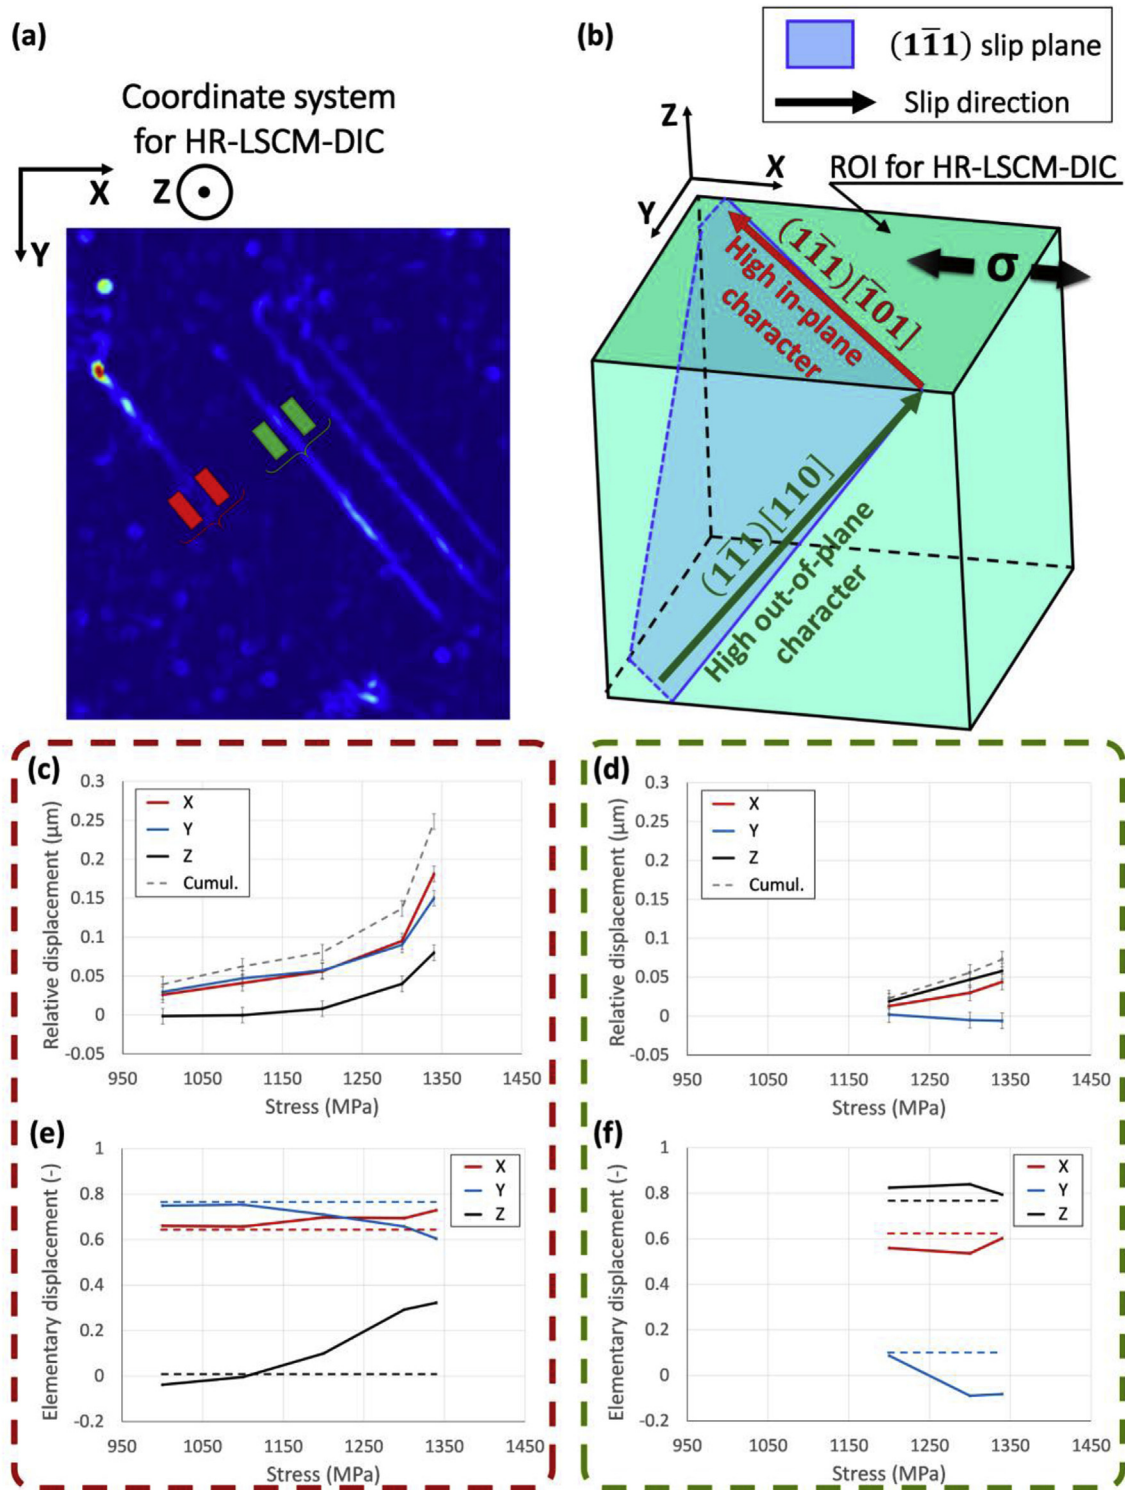 (a)
Coordinate system
for HR-LSCM-DIC
X
Z
Y
(b)
(11̅1) slip plane
Slip direction
Z
X
Y
ROI for HR-LSCM-DIC
σ
(11̅1)[1̅01]
High in-plane
character
(11̅1)[110]
High out-of-plane
character
(c)
Relative displacement (µm)
0.3
0.25
0.2
0.15
0.1
0.05
0
-0.05
X
Y
Z
Cumul.
950 1050 1150 1250 1350 1450
Stress (MPa)
(d)
Relative displacement (µm)
0.3
0.25
0.2
0.15
0.1
0.05
0
-0.05
X
Y
Z
Cumul.
950 1050 1150 1250 1350 1450
Stress (MPa)
(e)
Elementary displacement (-)
1
0.8
0.6
0.4
0.2
0
-0.2
X
Y
Z
950 1050 1150 1250 1350 1450
Stress (MPa)
(f)
Elementary displacement (-)
1
0.8
0.6
0.4
0.2
0
-0.2
X
Y
Z
950 1050 1150 1250 1350 1450
Stress (MPa)